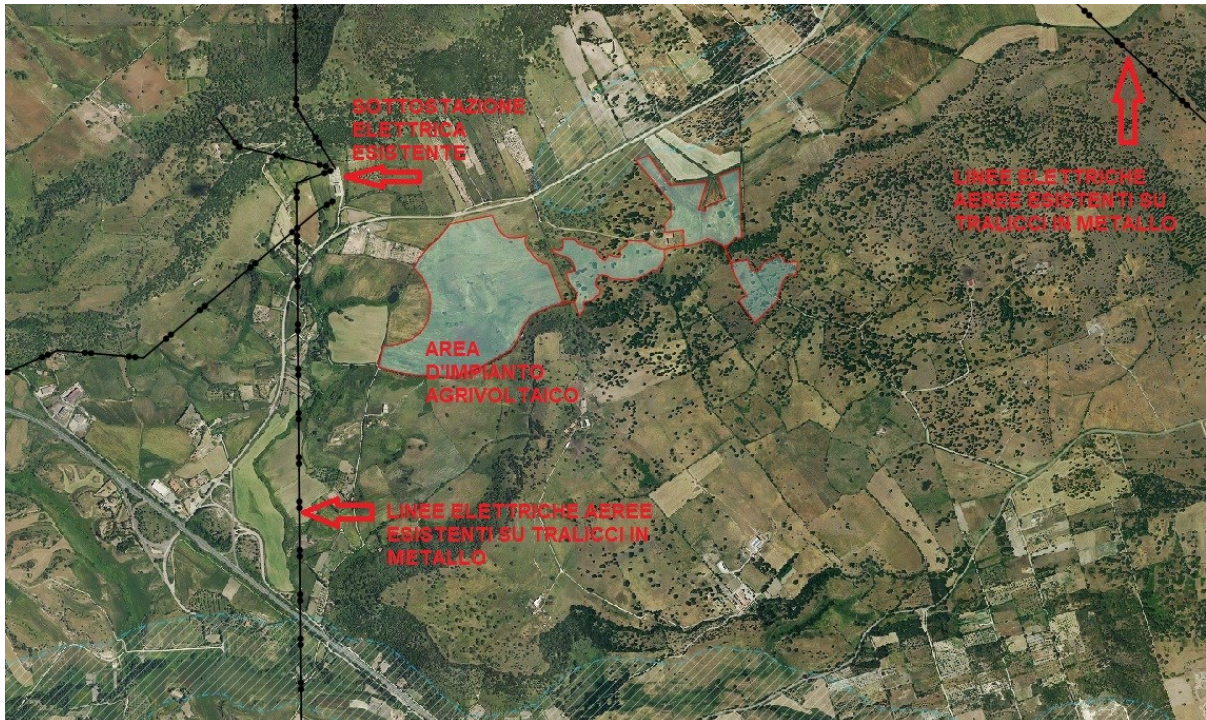 SOTTOSTAZIONE
ELETTRICA
ESISTENTE
LINEE ELETTRICHE
AEREE ESISTENTI SU
TRALICCI IN METALLO
AREA
D'IMPIANTO
AGRIVOLTAICO
LINEE ELETTRICHE AEREE
ESISTENTI SU TRALICCI IN
METALLO